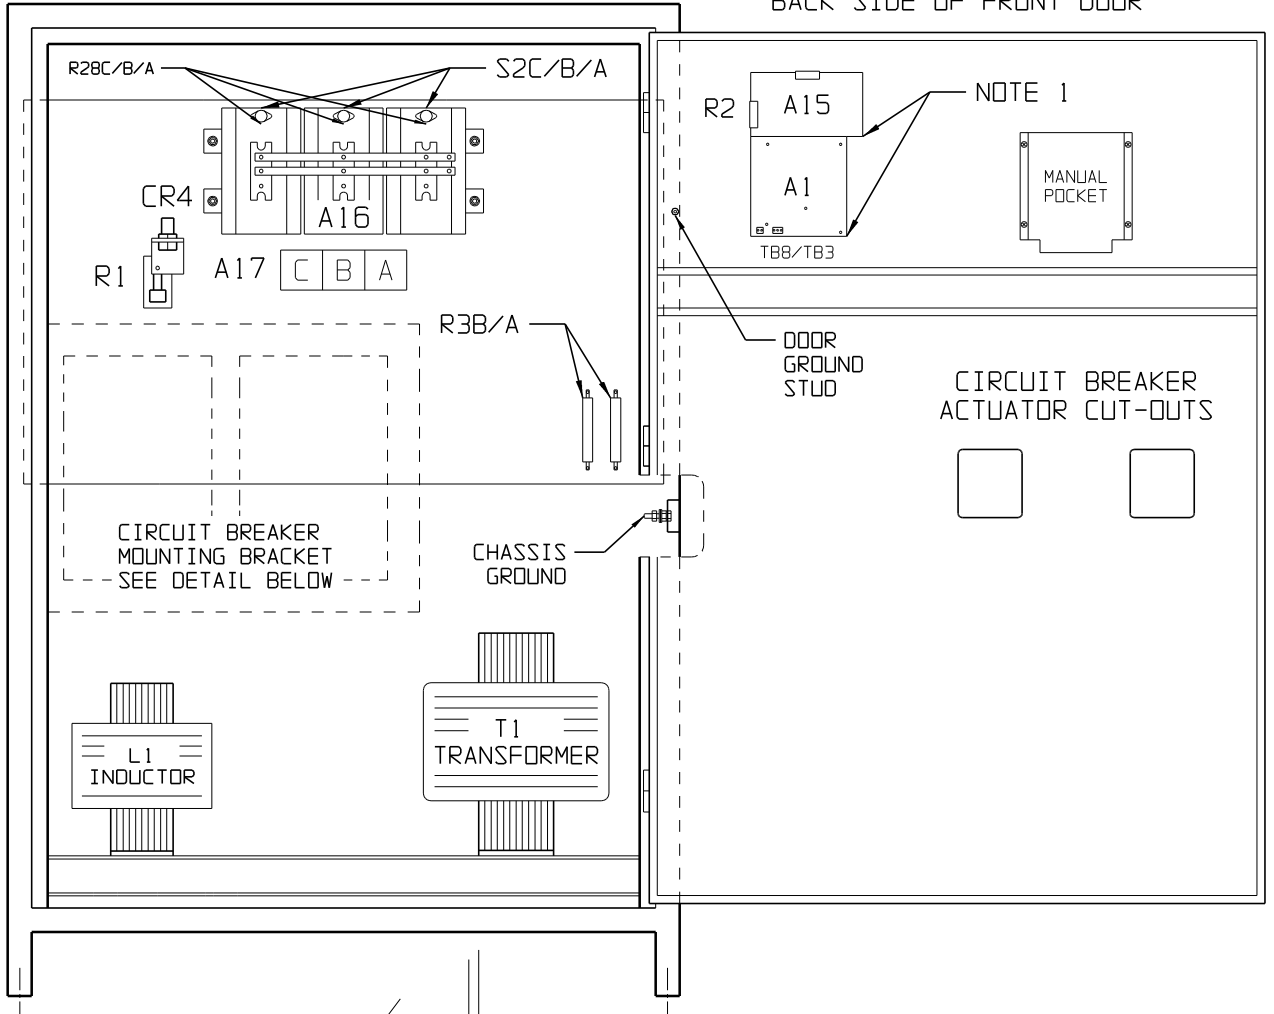 BACK SIDE OF FRONT DOOR
R28C/B/A
S2C/B/A
R2
A15
NOTE 1
A1
MANUAL
POCKET
CR4
A16
TB8/TB3
R1
A17
C B A
R3B/A
DOOR
GROUND
STUD
CIRCUIT BREAKER
ACTUATOR CUT-OUTS
CIRCUIT BREAKER
MOUNTING BRACKET
SEE DETAIL BELOW
CHASSIS
GROUND
T1
TRANSFORMER
L1
INDUCTOR